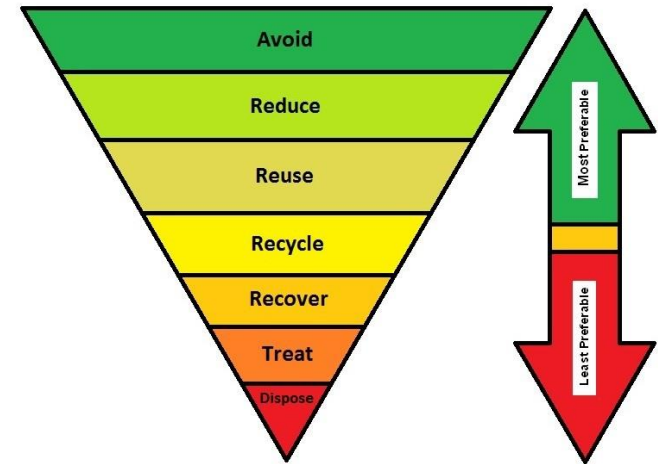 Avoid
Reduce
Reuse
Recycle
Recover
Treat
Dispose
Most Preferable
Least Preferable